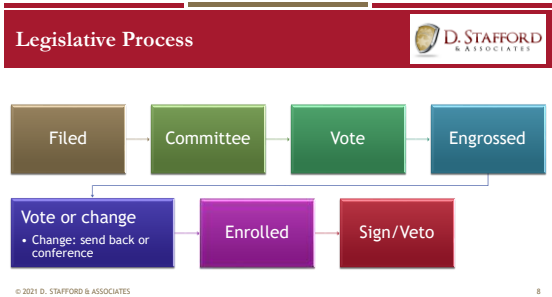 Legislative Process
D. STAFFORD
& ASSOCIATES
Filed
Committee
Vote
Engrossed
Vote or change
• Change: send back or
conference
Enrolled
Sign/Veto
© 2021 D. STAFFORD & ASSOCIATES
8